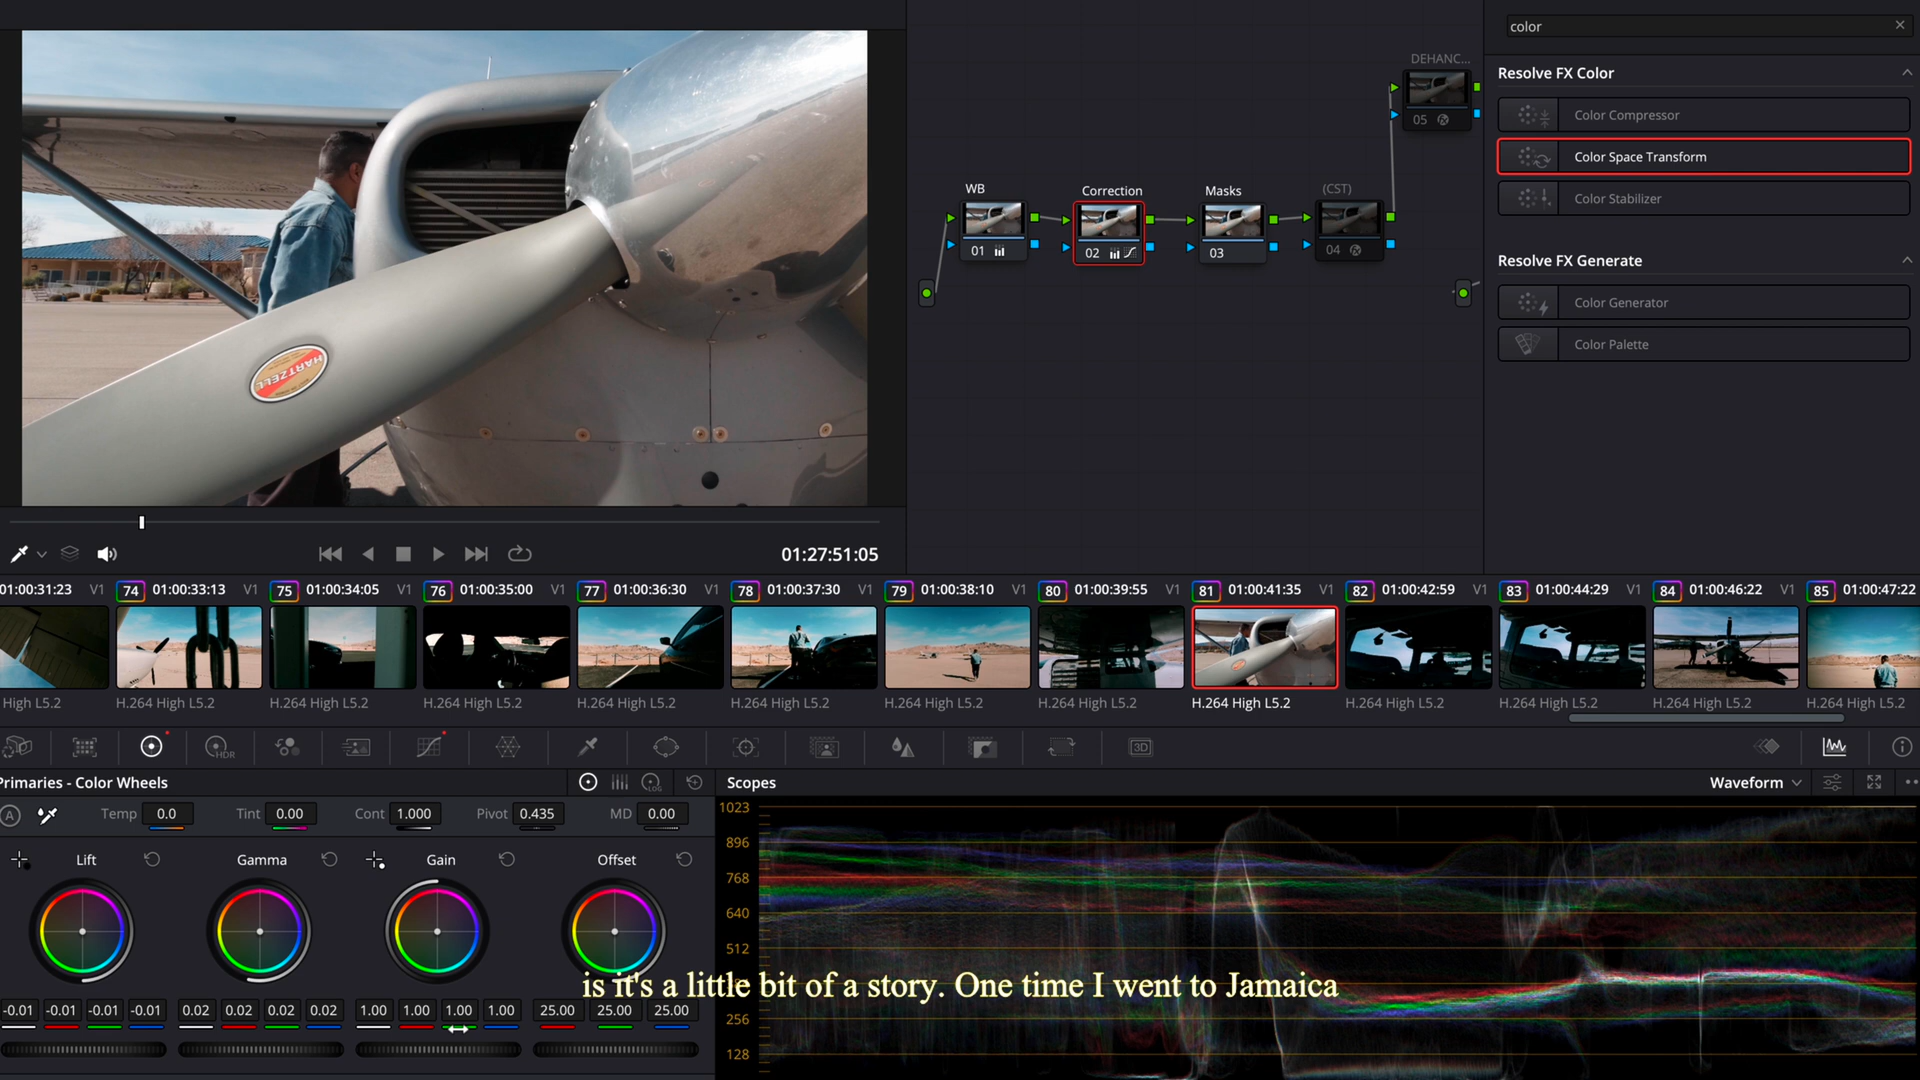 color
Resolve FX Color
Color Compressor
Color Space Transform
Color Stabilizer
Resolve FX Generate
Color Generator
Color Palette
DEHANC...
05
WB
Correction
Masks
(CST)
01
02
03
04
HARTZELL
01:27:51:05
01:00:31:23 V1
74 01:00:33:13 V1
75 01:00:34:05 V1
76 01:00:35:00 V1
77 01:00:36:30 V1
78 01:00:37:30 V1
79 01:00:38:10 V1
80 01:00:39:55 V1
81 01:00:41:35 V1
82 01:00:42:59 V1
83 01:00:44:29 V1
84 01:00:46:22 V1
85 01:00:47:22
High L5.2
H.264 High L5.2
H.264 High L5.2
H.264 High L5.2
H.264 High L5.2
H.264 High L5.2
H.264 High L5.2
H.264 High L5.2
H.264 High L5.2
H.264 High L5.2
H.264 High L5.2
H.264 High L5.2
H.264 High L5.2
HDR
3D
Primaries - Color Wheels
LOG
Scopes
Waveform
A
Temp 0.0
Tint 0.00
Cont 1.000
Pivot 0.435
MD 0.00
Lift
Gamma
Gain
Offset
-0.01 -0.01 -0.01 -0.01
0.02 0.02 0.02 0.02
1.00 1.00 1.00 1.00
25.00 25.00 25.00
1023
896
768
640
512
256
128
is it's a little bit of a story. One time I went to Jamaica